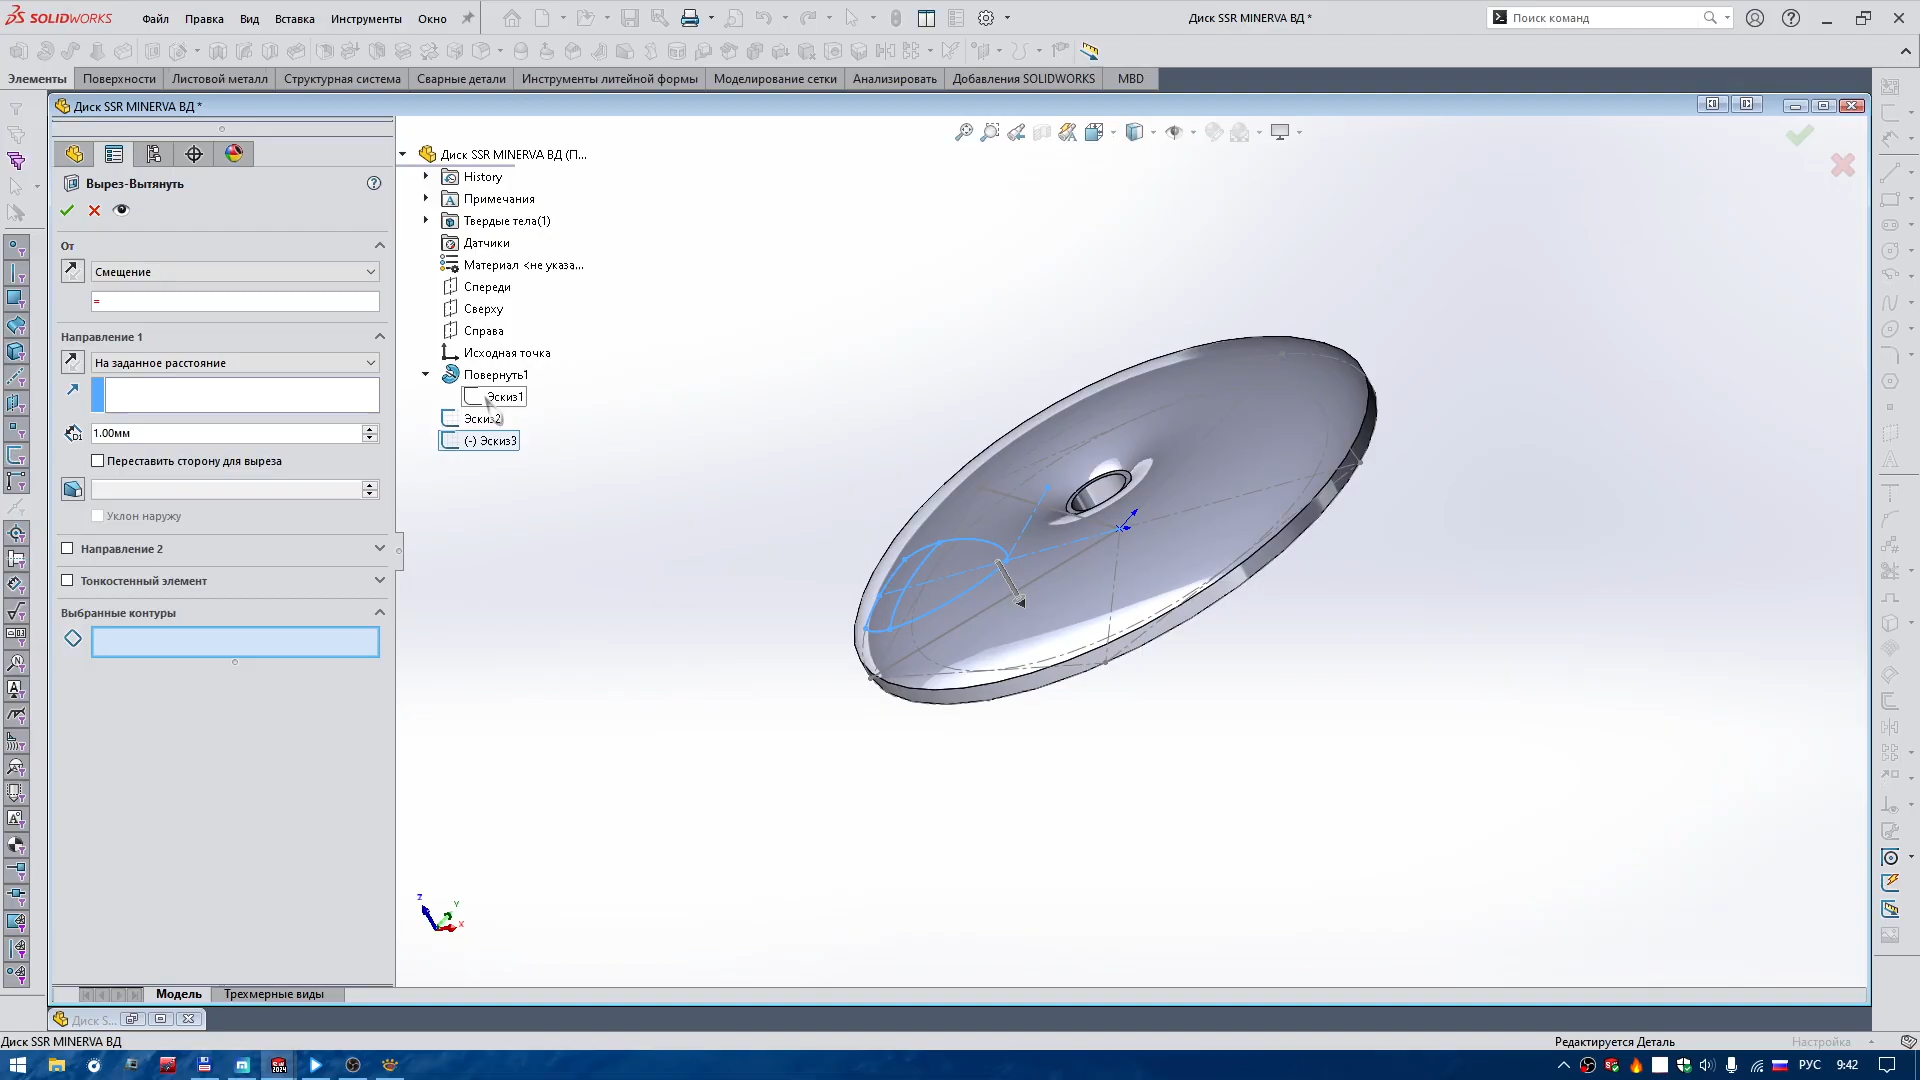 SOLIDWORKS
Файл
Правка
Вид
Вставка
Инструменты
Окно
Диск SSR MINERVA ВД *
Поиск команд
Элементы
Поверхности
Листовой металл
Структурная система
Сварные детали
Инструменты литейной формы
Моделирование сетки
Анализировать
Добавления SOLIDWORKS
MBD
Диск SSR MINERVA ВД *
Вырез-Вытянуть
От
Смещение
=
Направление 1
На заданное расстояние
1.00мм
Переставить сторону для выреза
Уклон наружу
Направление 2
Тонкостенный элемент
Выбранные контуры
Диск SSR MINERVA ВД (П...
History
Примечания
Твердые тела(1)
Датчики
Материал <не указа...
Спереди
Сверху
Справа
Исходная точка
Повернуть1
Эскиз1
Эскиз2
(-) Эскиз3
Z
Y
X
Модель
Трехмерные виды
Диск S...
Диск SSR MINERVA ВД
Редактируется Деталь
Настройка
РУС
9:42